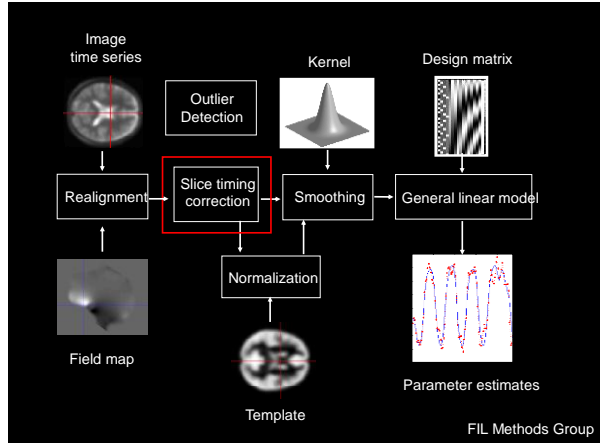 Image
time series
Kernel
Design matrix
Outlier
Detection
Realignment
Slice timing
correction
Smoothing
General linear model
Normalization
Field map
Template
Parameter estimates
FIL Methods Group